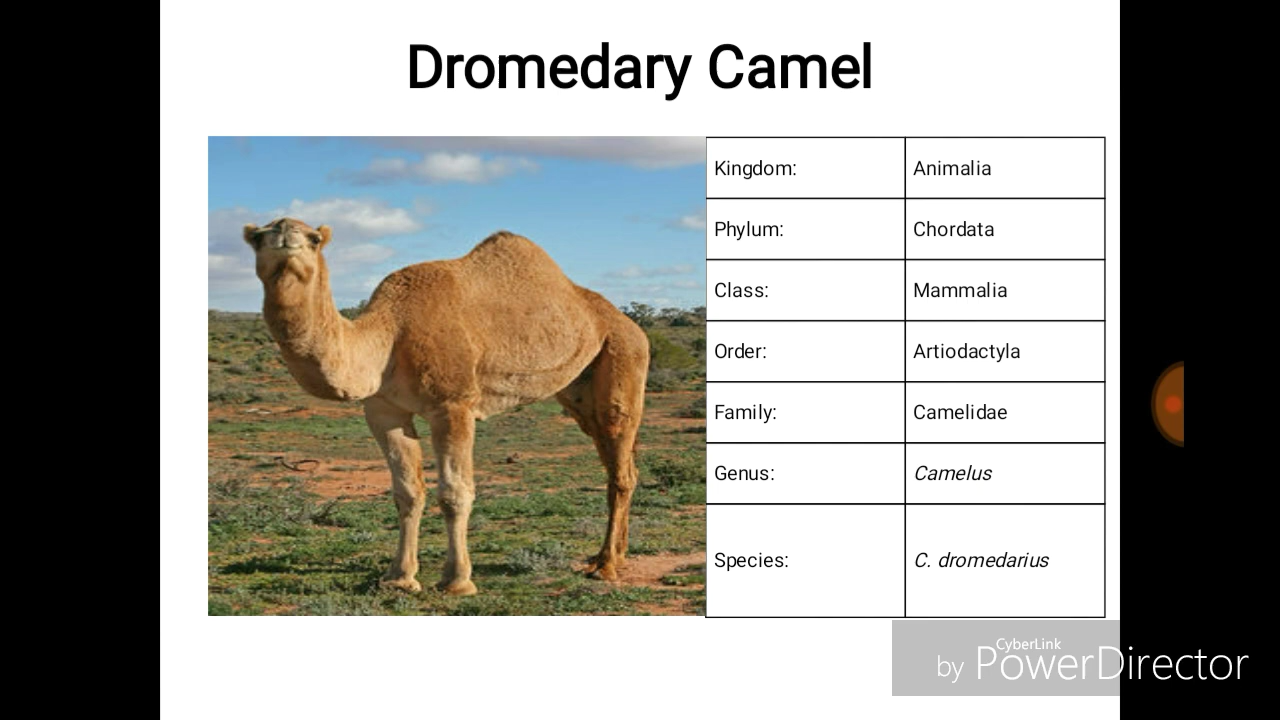 Dromedary Camel
Kingdom: Animalia
Phylum: Chordata
Class: Mammalia
Order: Artiodactyla
Family: Camelidae
Genus: Camelus
Species: C. dromedarius
CyberLink
by PowerDirector